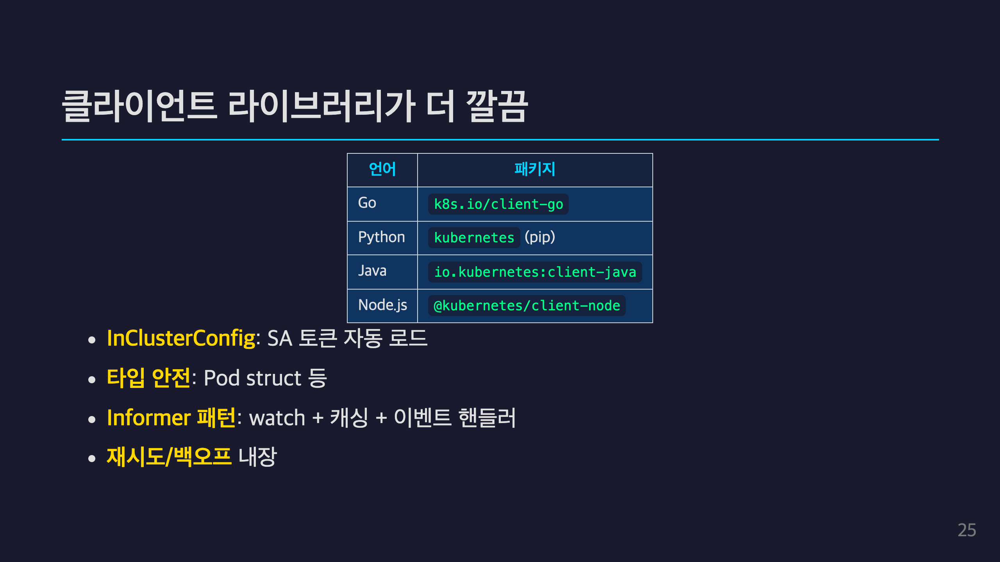 클라이언트 라이브러리가 더 깔끔
언어 패키지
Go k8s.io/client-go
Python kubernetes (pip)
Java io.kubernetes:client-java
Node.js @kubernetes/client-node
• InClusterConfig: SA 토큰 자동 로드
• 타입 안전: Pod struct 등
• Informer 패턴: watch + 캐싱 + 이벤트 핸들러
• 재시도/백오프 내장
25